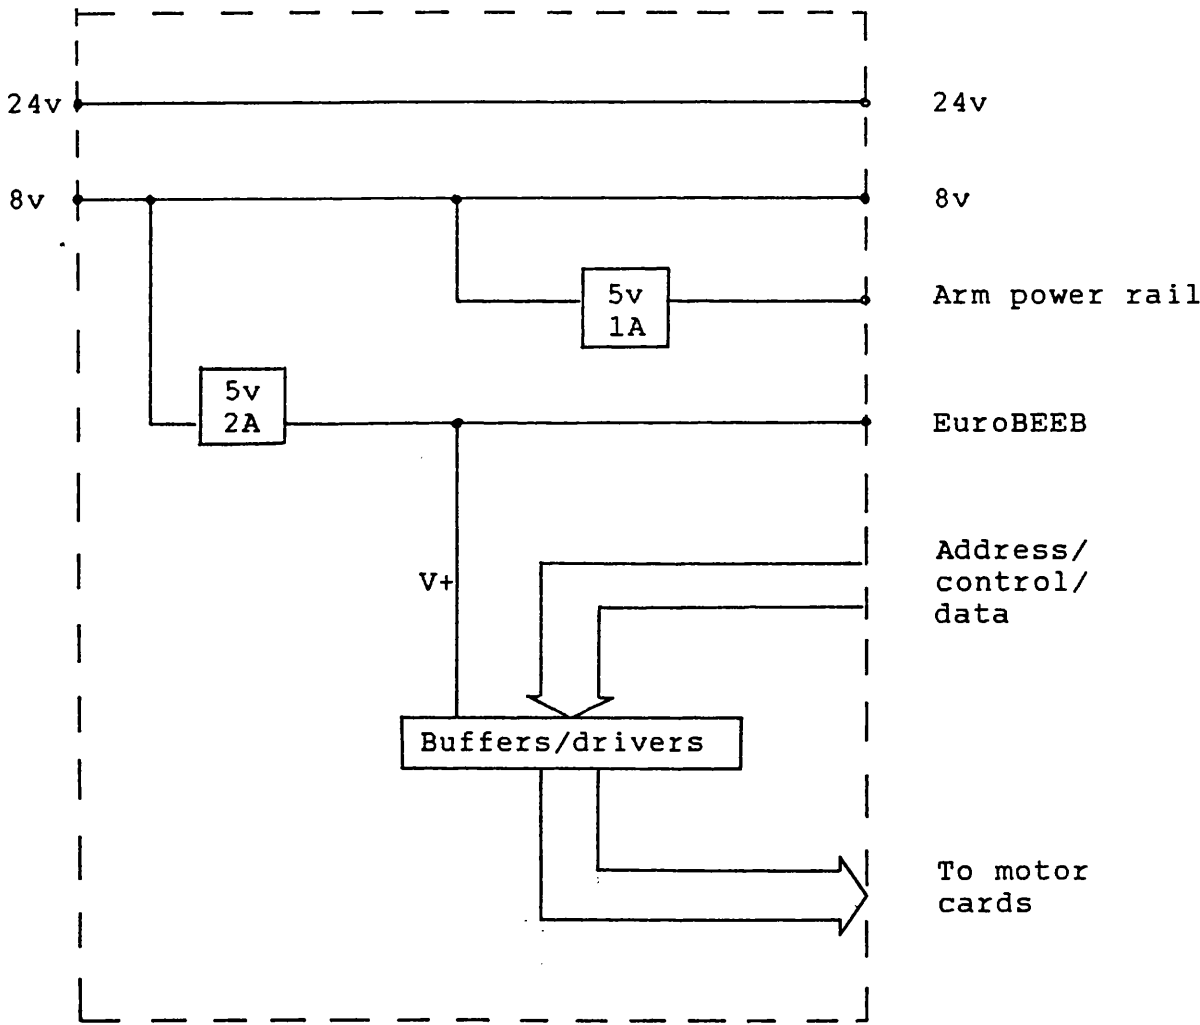 24v
24v
8v
8v
5v
1A
Arm power rail
5v
2A
EuroBEEB
Address/
control/
data
V+
Buffers/drivers
To motor
cards